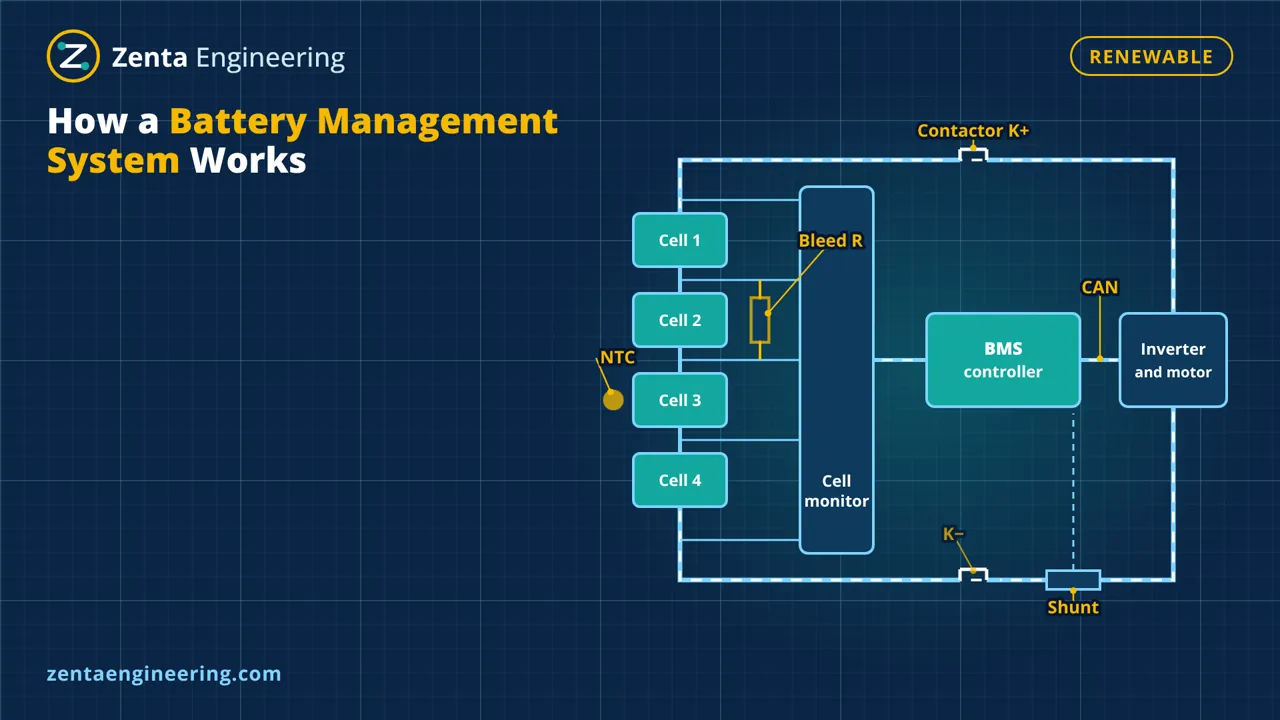 Zenta Engineering
RENEWABLE
How a Battery Management
System Works
Contactor K+
Cell 1
Bleed R
Cell 2
CAN
NTC
BMS
controller
Inverter
and motor
Cell 3
Cell 4
Cell
monitor
K−
Shunt
zentaengineering.com